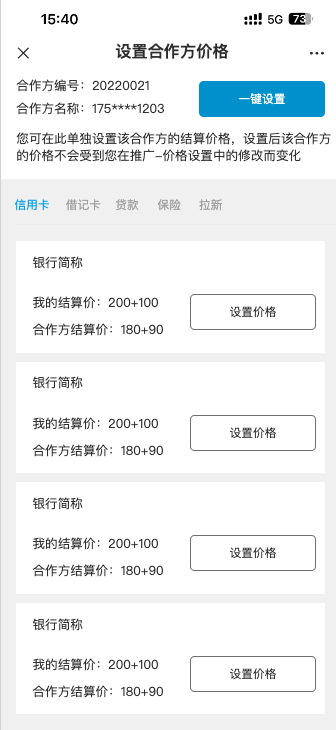 15:40
5G 73
设置合作方价格
合作方编号：20220021
合作方名称：175****1203
一键设置
您可在此单独设置该合作方的结算价格，设置后该合作方
的价格不会受到您在推广-价格设置中的修改而变化
信用卡 借记卡 贷款 保险 拉新
银行简称
我的结算价：200+100
合作方结算价：180+90
设置价格
银行简称
我的结算价：200+100
合作方结算价：180+90
设置价格
银行简称
我的结算价：200+100
合作方结算价：180+90
设置价格
银行简称
我的结算价：200+100
合作方结算价：180+90
设置价格